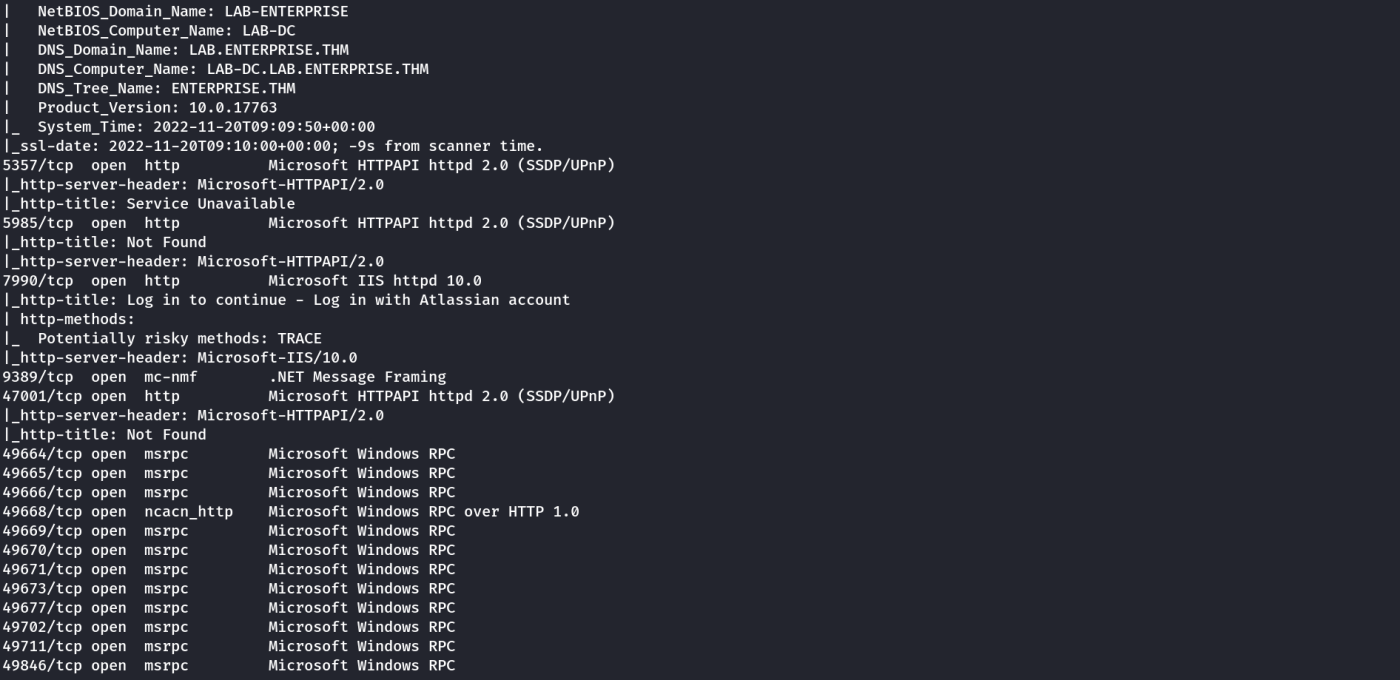 |   NetBIOS_Domain_Name: LAB-ENTERPRISE
|   NetBIOS_Computer_Name: LAB-DC
|   DNS_Domain_Name: LAB.ENTERPRISE.THM
|   DNS_Computer_Name: LAB-DC.LAB.ENTERPRISE.THM
|   DNS_Tree_Name: ENTERPRISE.THM
|   Product_Version: 10.0.17763
|_  System_Time: 2022-11-20T09:09:50+00:00
|_ssl-date: 2022-11-20T09:10:00+00:00; -9s from scanner time.
5357/tcp  open  http          Microsoft HTTPAPI httpd 2.0 (SSDP/UPnP)
|_http-server-header: Microsoft-HTTPAPI/2.0
|_http-title: Service Unavailable
5985/tcp  open  http          Microsoft HTTPAPI httpd 2.0 (SSDP/UPnP)
|_http-title: Not Found
|_http-server-header: Microsoft-HTTPAPI/2.0
7990/tcp  open  http          Microsoft IIS httpd 10.0
|_http-title: Log in to continue - Log in with Atlassian account
| http-methods:
|_  Potentially risky methods: TRACE
|_http-server-header: Microsoft-IIS/10.0
9389/tcp  open  mc-nmf        .NET Message Framing
47001/tcp open  http          Microsoft HTTPAPI httpd 2.0 (SSDP/UPnP)
|_http-server-header: Microsoft-HTTPAPI/2.0
|_http-title: Not Found
49664/tcp open  msrpc         Microsoft Windows RPC
49665/tcp open  msrpc         Microsoft Windows RPC
49666/tcp open  msrpc         Microsoft Windows RPC
49668/tcp open  ncacn_http    Microsoft Windows RPC over HTTP 1.0
49669/tcp open  msrpc         Microsoft Windows RPC
49670/tcp open  msrpc         Microsoft Windows RPC
49671/tcp open  msrpc         Microsoft Windows RPC
49673/tcp open  msrpc         Microsoft Windows RPC
49677/tcp open  msrpc         Microsoft Windows RPC
49702/tcp open  msrpc         Microsoft Windows RPC
49711/tcp open  msrpc         Microsoft Windows RPC
49846/tcp open  msrpc         Microsoft Windows RPC